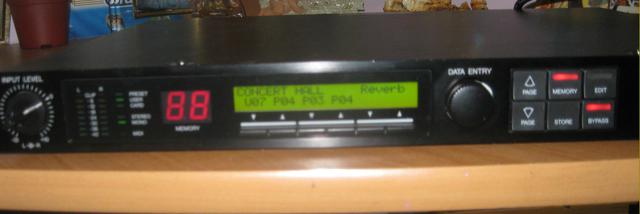 INPUT LEVEL
L R
CLIP
PRESET
USER
CARD
STEREO
MONO
MIDI
88
MEMORY
CONCERT HALL Reverb
U07 P04 P03 P04
DATA ENTRY
PAGE
MEMORY
EDIT
PAGE
STORE
BYPASS